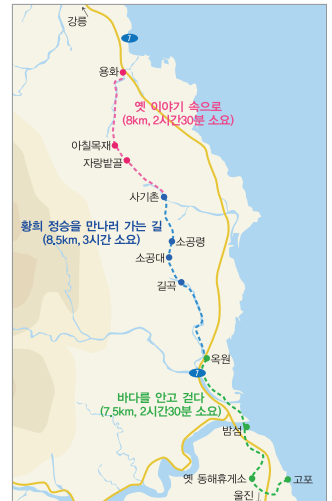 강릉
7
용화
옛 이야기 속으로
(8km, 2시간30분 소요)
아칠목재
자랑밭골
사기촌
황희 정승을 만나러 가는 길
(8.5km, 3시간 소요)
소공령
소공대
길곡
옥원
7
바다를 안고 걷다
(7.5km, 2시간30분 소요)
밤섬
옛 동해휴게소
고포
울진